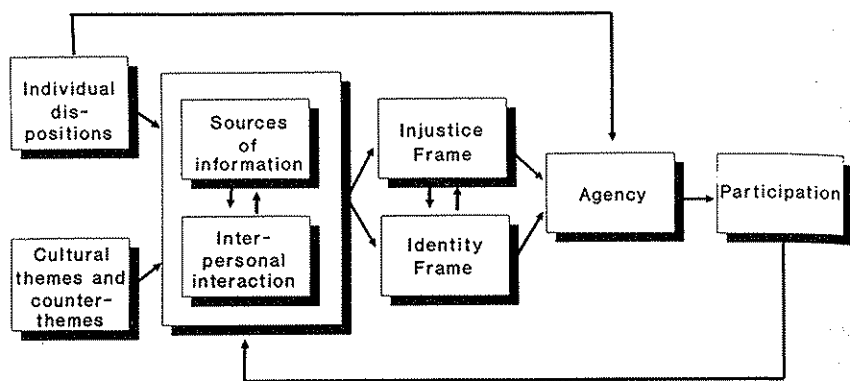 Individual
dis-
positions
Cultural
themes and
counter-
themes
Sources
of
information
Inter-
personal
interaction
Injustice
Frame
Identity
Frame
Agency
Participation